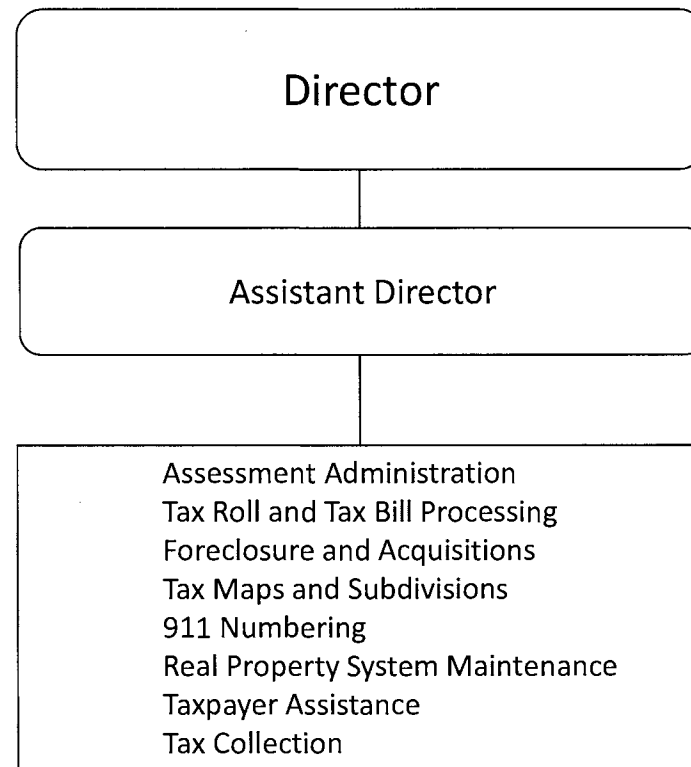 Director
Assistant Director
Assessment Administration
Tax Roll and Tax Bill Processing
Foreclosure and Acquisitions
Tax Maps and Subdivisions
911 Numbering
Real Property System Maintenance
Taxpayer Assistance
Tax Collection